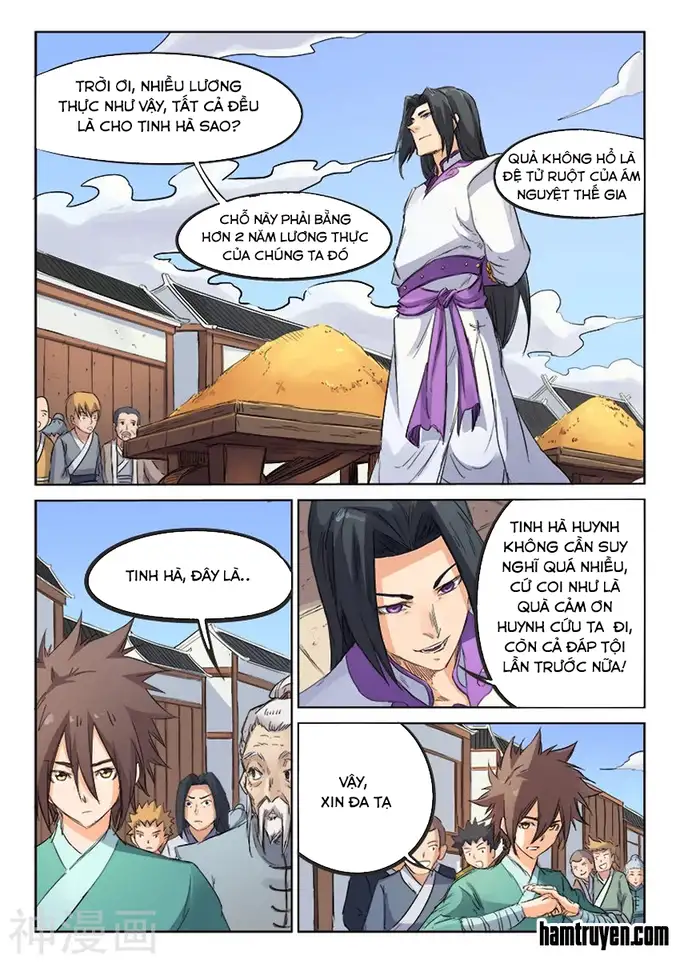 TRỜI ƠI, NHIỀU LƯƠNG
THỰC NHƯ VẬY, TẤT CẢ ĐỀU
LÀ CHO TINH HÀ SAO?
QUẢ KHÔNG HỔ LÀ
ĐỆ TỬ RUỘT CỦA ÁM
NGUYỆT THẾ GIA
CHỖ NÀY PHẢI BẰNG
HƠN 2 NĂM LƯƠNG THỰC
CỦA CHÚNG TA ĐÓ
TINH HÀ, ĐÂY LÀ..
TINH HÀ HUYNH
KHÔNG CẦN SUY
NGHĨ QUÁ NHIỀU,
CỨ COI NHƯ LÀ
QUÀ CẢM ƠN
HUYNH CỨU TA ĐI,
CÒN CẢ ĐÁP TỘI
LẦN TRƯỚC NỮA!
VẬY,
XIN ĐA TẠ
神漫画
hamtruyen.com